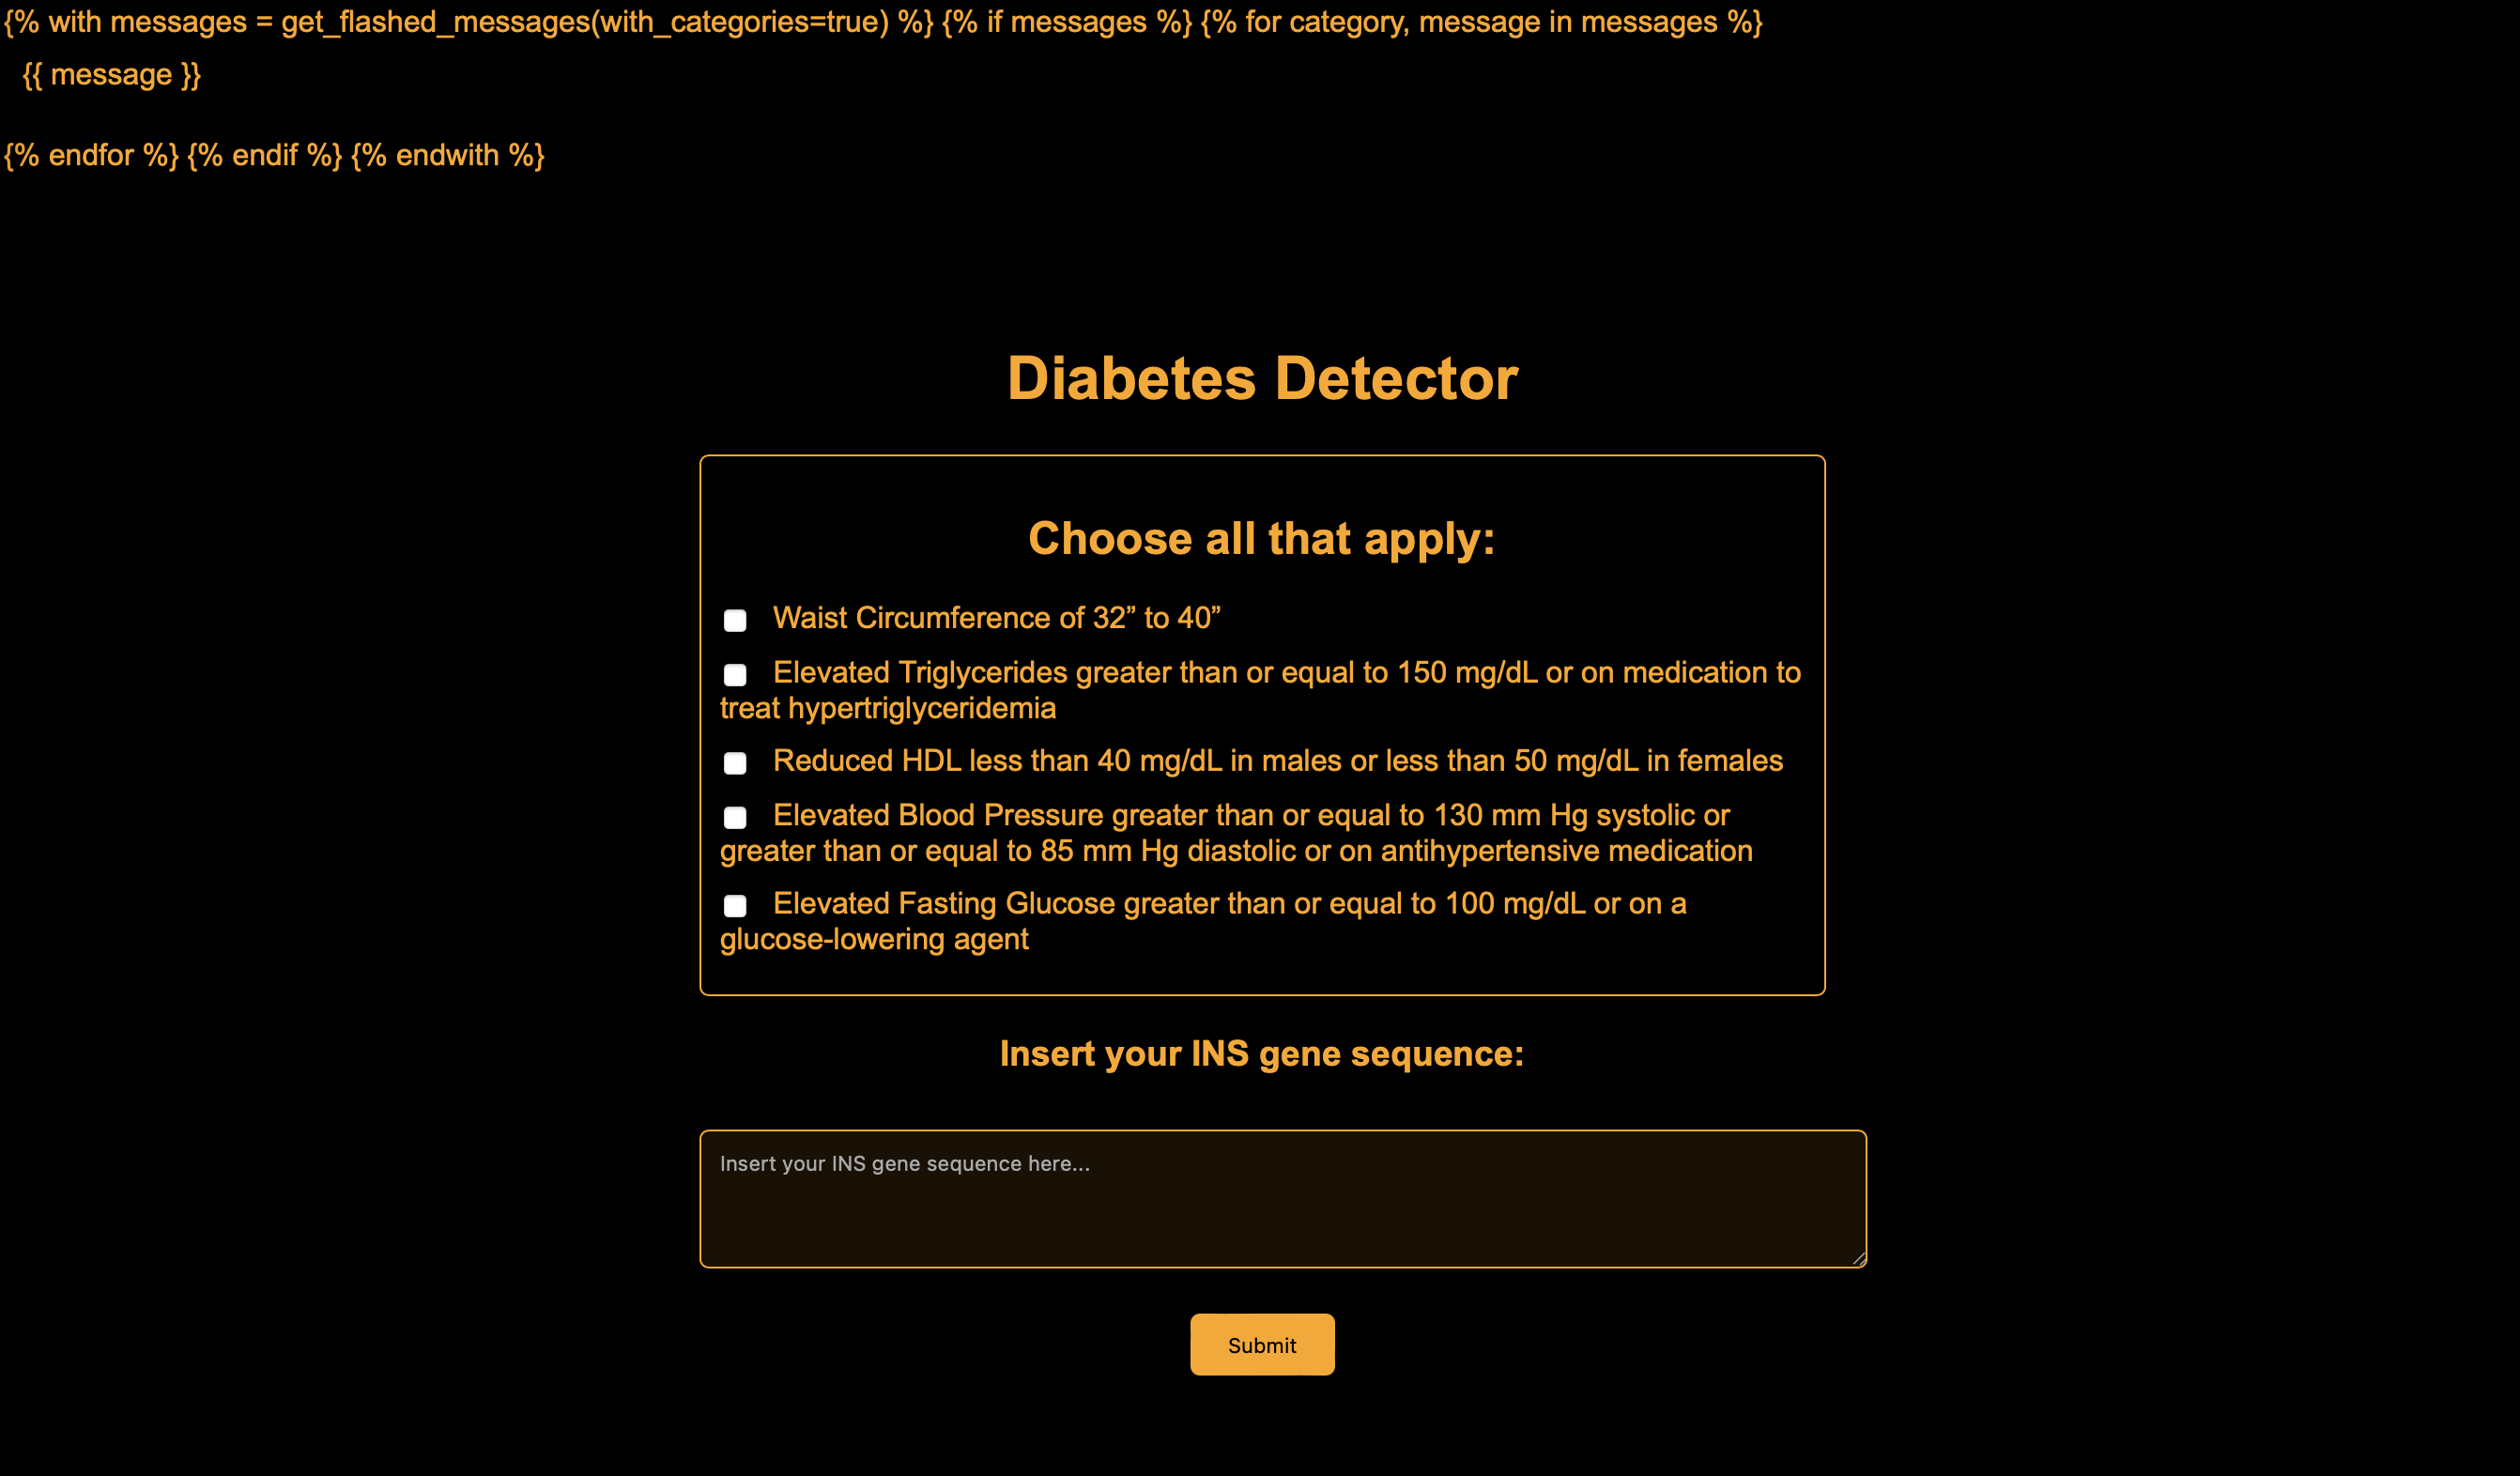 {% with messages = get_flashed_messages(with_categories=true) %} {% if messages %} {% for category, message in messages %}
{{ message }}
{% endfor %} {% endif %} {% endwith %}
Diabetes Detector
Choose all that apply:
Waist Circumference of 32” to 40”
Elevated Triglycerides greater than or equal to 150 mg/dL or on medication to
treat hypertriglyceridemia
Reduced HDL less than 40 mg/dL in males or less than 50 mg/dL in females
Elevated Blood Pressure greater than or equal to 130 mm Hg systolic or
greater than or equal to 85 mm Hg diastolic or on antihypertensive medication
Elevated Fasting Glucose greater than or equal to 100 mg/dL or on a
glucose-lowering agent
Insert your INS gene sequence:
Insert your INS gene sequence here...
Submit